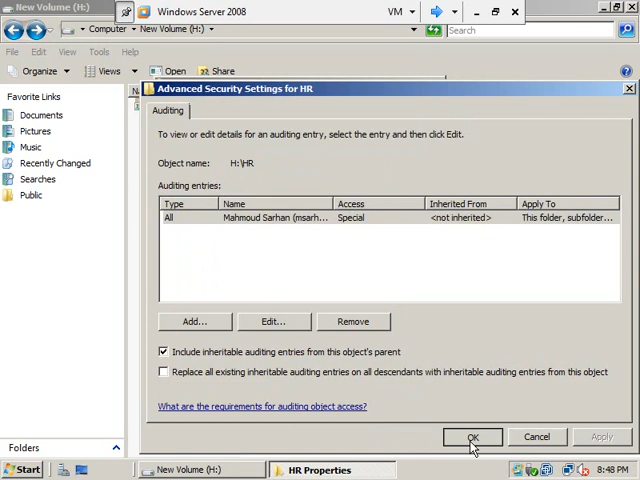 New Volume (H:)
Windows Server 2008
VM
Computer
New Volume (H:)
Search
File
Edit
View
Tools
Help
Organize
Views
Open
Share
Favorite Links
Documents
Pictures
Music
Recently Changed
Searches
Public
Folders
Advanced Security Settings for HR
Auditing
To view or edit details for an auditing entry, select the entry and then click Edit.
Object name: H:\HR
Auditing entries:
Type Name Access Inherited From Apply To
All Mahmoud Sarhan (msarh... Special <not inherited> This folder, subfolder...
Add... Edit... Remove
Include inheritable auditing entries from this object's parent
Replace all existing inheritable auditing entries on all descendants with inheritable auditing entries from this object
What are the requirements for auditing object access?
OK Cancel Apply
Start
New Volume (H:)
HR Properties
8:48 PM